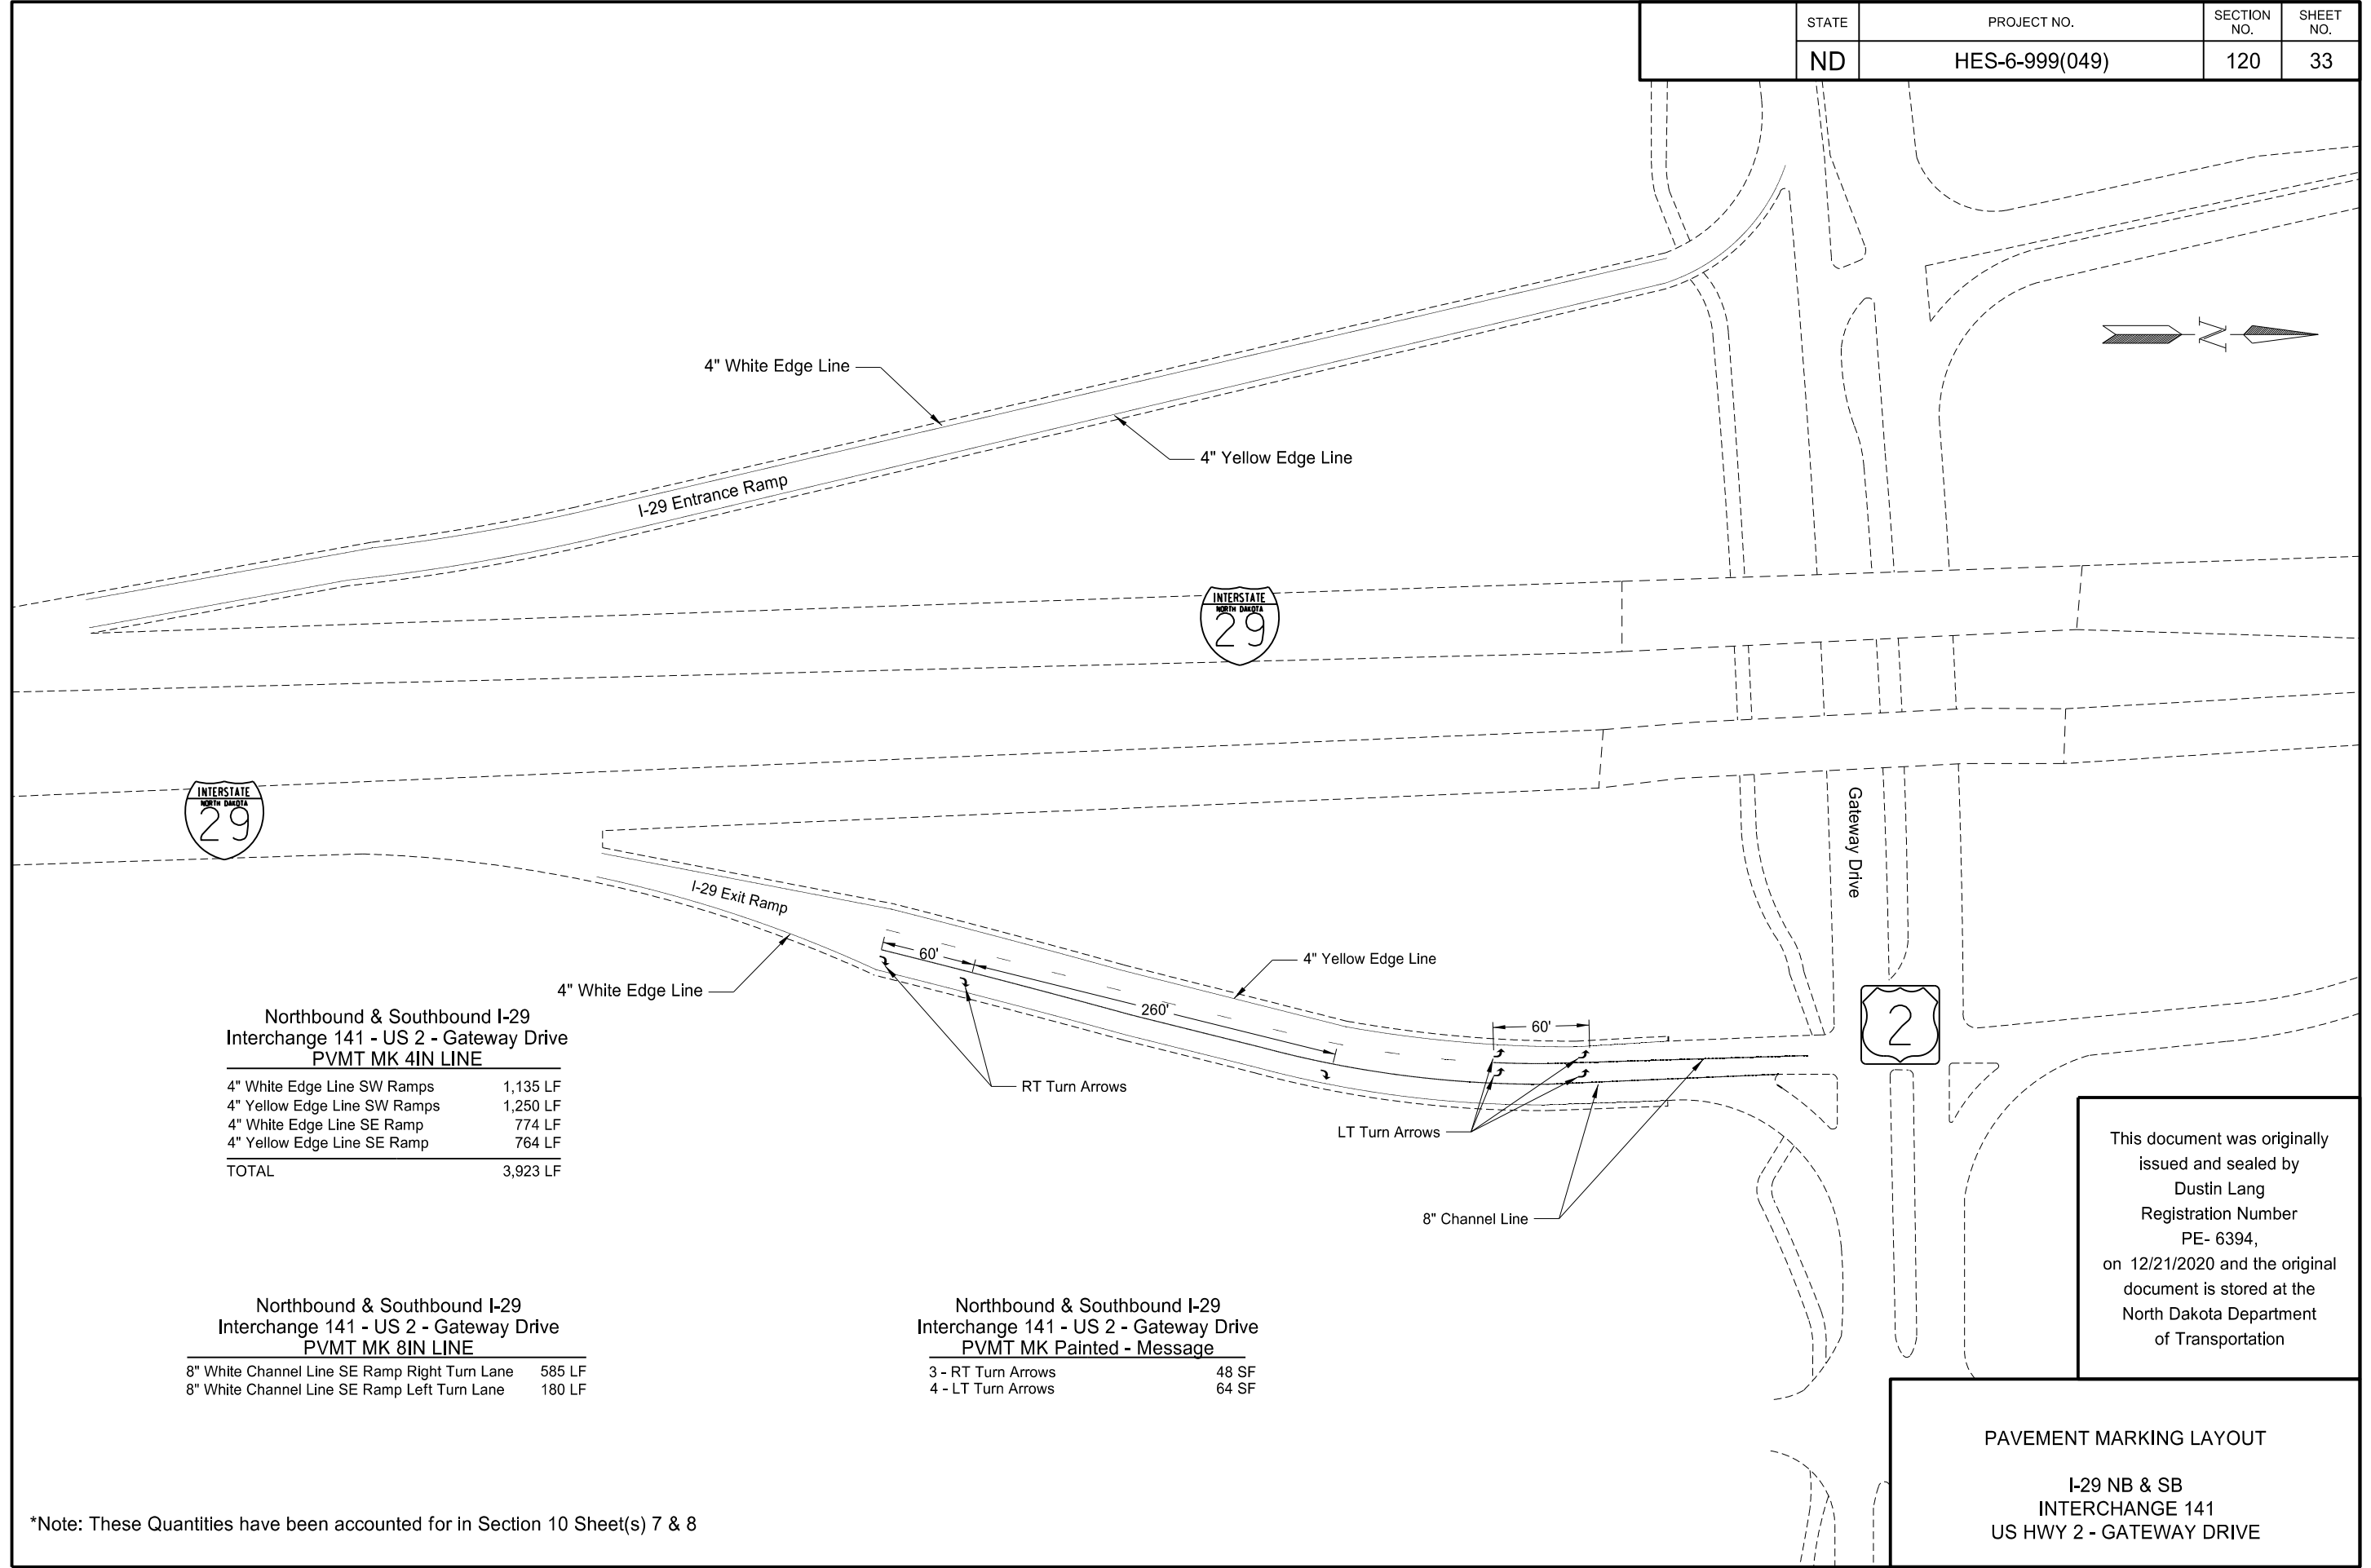 STATE
PROJECT NO.
SECTION NO.
SHEET NO.
ND
HES-6-999(049)
120
33
4" White Edge Line
4" Yellow Edge Line
I-29 Entrance Ramp
N
INTERSTATE
NORTH DAKOTA
29
INTERSTATE
NORTH DAKOTA
29
Gateway Drive
I-29 Exit Ramp
60'
4" Yellow Edge Line
4" White Edge Line
260'
60'
2
RT Turn Arrows
LT Turn Arrows
8" Channel Line
Northbound & Southbound I-29
Interchange 141 - US 2 - Gateway Drive
PVMT MK 4IN LINE
4" White Edge Line SW Ramps 1,135 LF
4" Yellow Edge Line SW Ramps 1,250 LF
4" White Edge Line SE Ramp 774 LF
4" Yellow Edge Line SE Ramp 764 LF
TOTAL 3,923 LF
Northbound & Southbound I-29
Interchange 141 - US 2 - Gateway Drive
PVMT MK 8IN LINE
8" White Channel Line SE Ramp Right Turn Lane 585 LF
8" White Channel Line SE Ramp Left Turn Lane 180 LF
Northbound & Southbound I-29
Interchange 141 - US 2 - Gateway Drive
PVMT MK Painted - Message
3 - RT Turn Arrows 48 SF
4 - LT Turn Arrows 64 SF
This document was originally
issued and sealed by
Dustin Lang
Registration Number
PE- 6394,
on 12/21/2020 and the original
document is stored at the
North Dakota Department
of Transportation
PAVEMENT MARKING LAYOUT
I-29 NB & SB
INTERCHANGE 141
US HWY 2 - GATEWAY DRIVE
*Note: These Quantities have been accounted for in Section 10 Sheet(s) 7 & 8